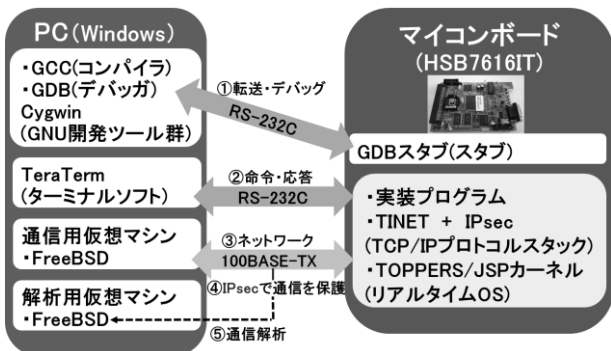 PC(Windows)
・GCC(コンパイラ)
・GDB(デバッガ)
Cygwin
(GNU開発ツール群)
TeraTerm
(ターミナルソフト)
通信用仮想マシン
・FreeBSD
解析用仮想マシン
・FreeBSD
①転送・デバッグ
RS-232C
②命令・応答
RS-232C
③ネットワーク
100BASE-TX
④IPsecで通信を保護
⑤通信解析
マイコンボード
(HSB7616IT)
GDBスタブ(スタブ)
・実装プログラム
・TINET + IPsec
(TCP/IPプロトコルスタック)
・TOPPERS/JSPカーネル
(リアルタイムOS)